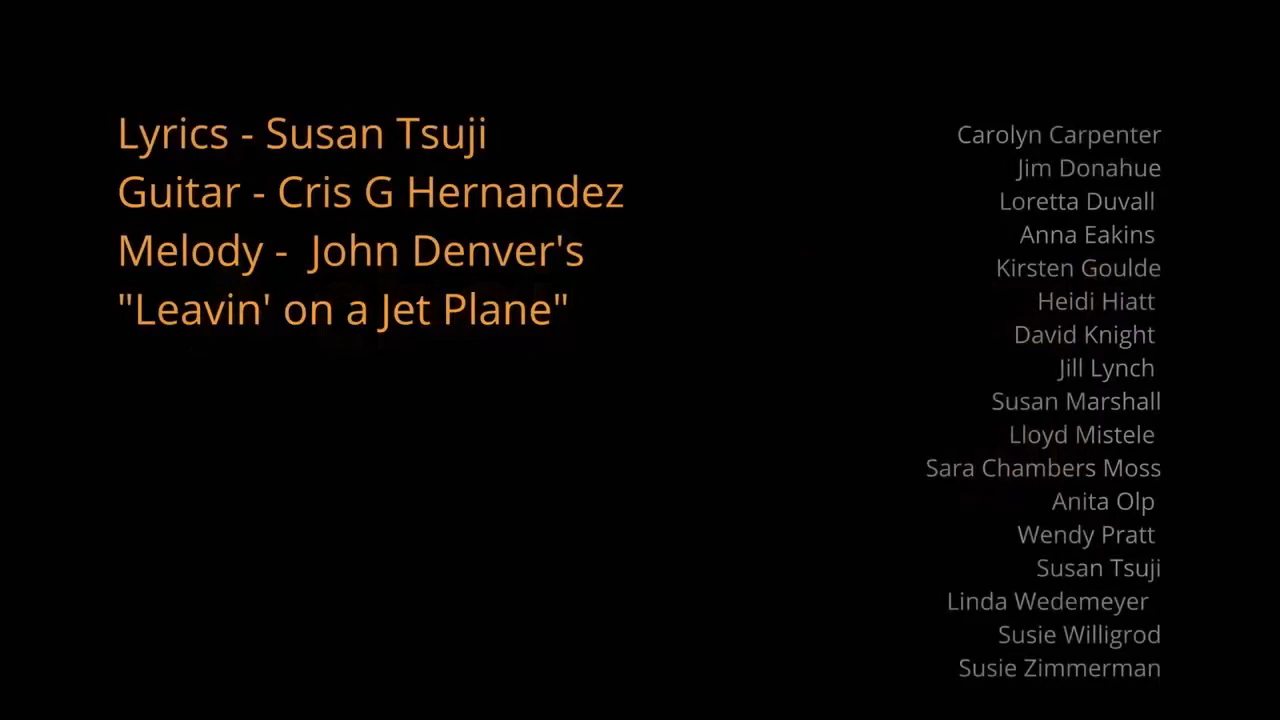 Lyrics - Susan Tsuji
Guitar - Cris G Hernandez
Melody - John Denver's
"Leavin' on a Jet Plane"
Carolyn Carpenter
Jim Donahue
Loretta Duvall
Anna Eakins
Kirsten Goulde
Heidi Hiatt
David Knight
Jill Lynch
Susan Marshall
Lloyd Mistele
Sara Chambers Moss
Anita Olp
Wendy Pratt
Susan Tsuji
Linda Wedemeyer
Susie Willigrod
Susie Zimmerman